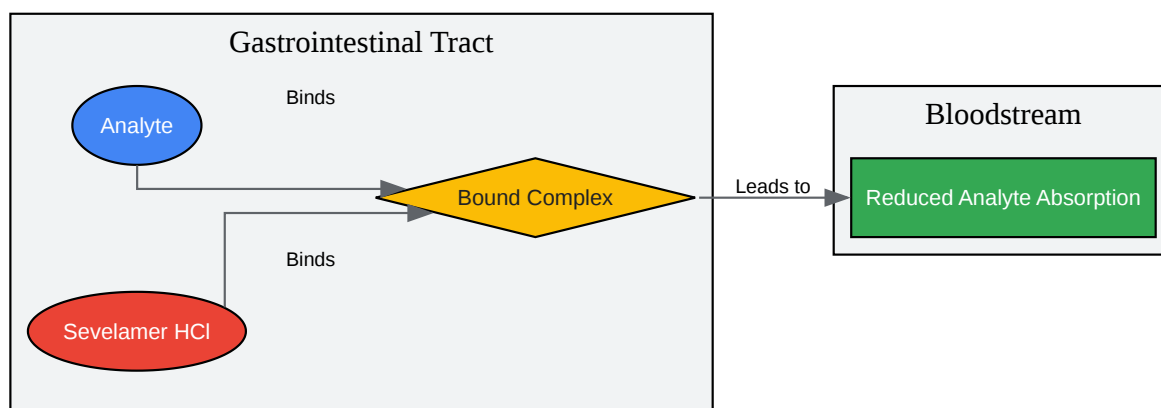 Gastrointestinal Tract
Binds
Analyte
Bound Complex
Binds
Sevelamer HCl
Leads to
Bloodstream
Reduced Analyte Absorption